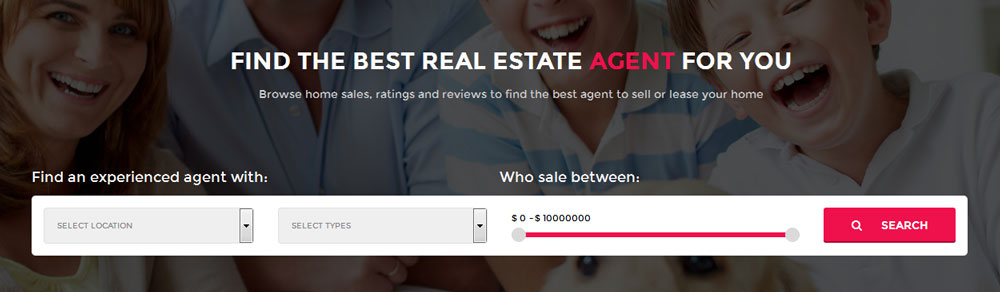 FIND THE BEST REAL ESTATE AGENT FOR YOU
Browse home sales, ratings and reviews to find the best agent to sell or lease your home
Find an experienced agent with:
Who sale between:
SELECT LOCATION
SELECT TYPES
$ 0 - $ 10000000
SEARCH